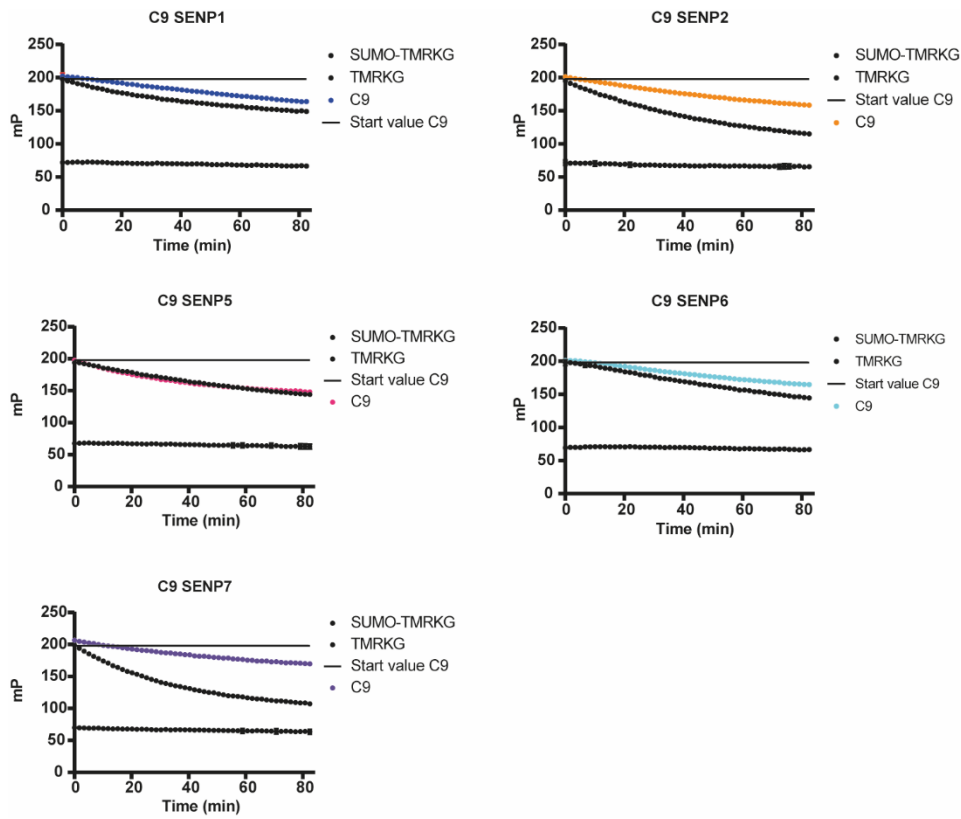 C9 SENP1
250
200
150
100
50
0
mP
0 20 40 60 80
Time (min)
SUMO-TMRKG
TMRKG
C9
Start value C9
C9 SENP2
250
200
150
100
50
0
mP
0 20 40 60 80
Time (min)
SUMO-TMRKG
TMRKG
Start value C9
C9
C9 SENP5
250
200
150
100
50
0
mP
0 20 40 60 80
Time (min)
SUMO-TMRKG
TMRKG
Start value C9
C9
C9 SENP6
250
200
150
100
50
0
mP
0 20 40 60 80
Time (min)
SUMO-TMRKG
TMRKG
Start value C9
C9
C9 SENP7
250
200
150
100
50
0
mP
0 20 40 60 80
Time (min)
SUMO-TMRKG
TMRKG
Start value C9
C9